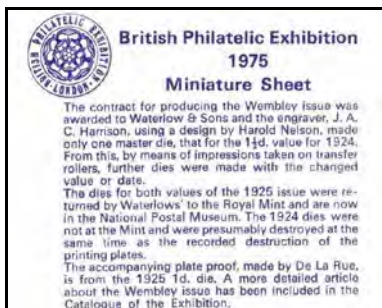 BRITISH PHILATELIC EXHIBITION
LONDON
British Philatelic Exhibition
1975
Miniature Sheet
The contract for producing the Wembley issue was
awarded to Waterlow & Sons and the engraver, J. A.
C. Harrison, using a design by Harold Nelson, made
only one master die, that for the 1½d. value for 1924.
From this, by means of impressions taken on transfer
rollers, further dies were made with the changed
value or date.
The dies for both values of the 1925 issue were re-
turned by Waterlows' to the Royal Mint and are now
in the National Postal Museum. The 1924 dies were
not at the Mint and were presumably destroyed at the
same time as the recorded destruction of the
printing plates.
The accompanying plate proof, made by De La Rue,
is from the 1925 1d. die. A more detailed article
about the Wembley issue has been included in the
Catalogue of the Exhibition.